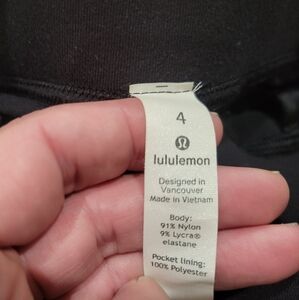 4
lululemon
Designed in
Vancouver
Made in Vietnam
Body:
91% Nylon
9% Lycra®
elastane
Pocket lining:
100% Polyester